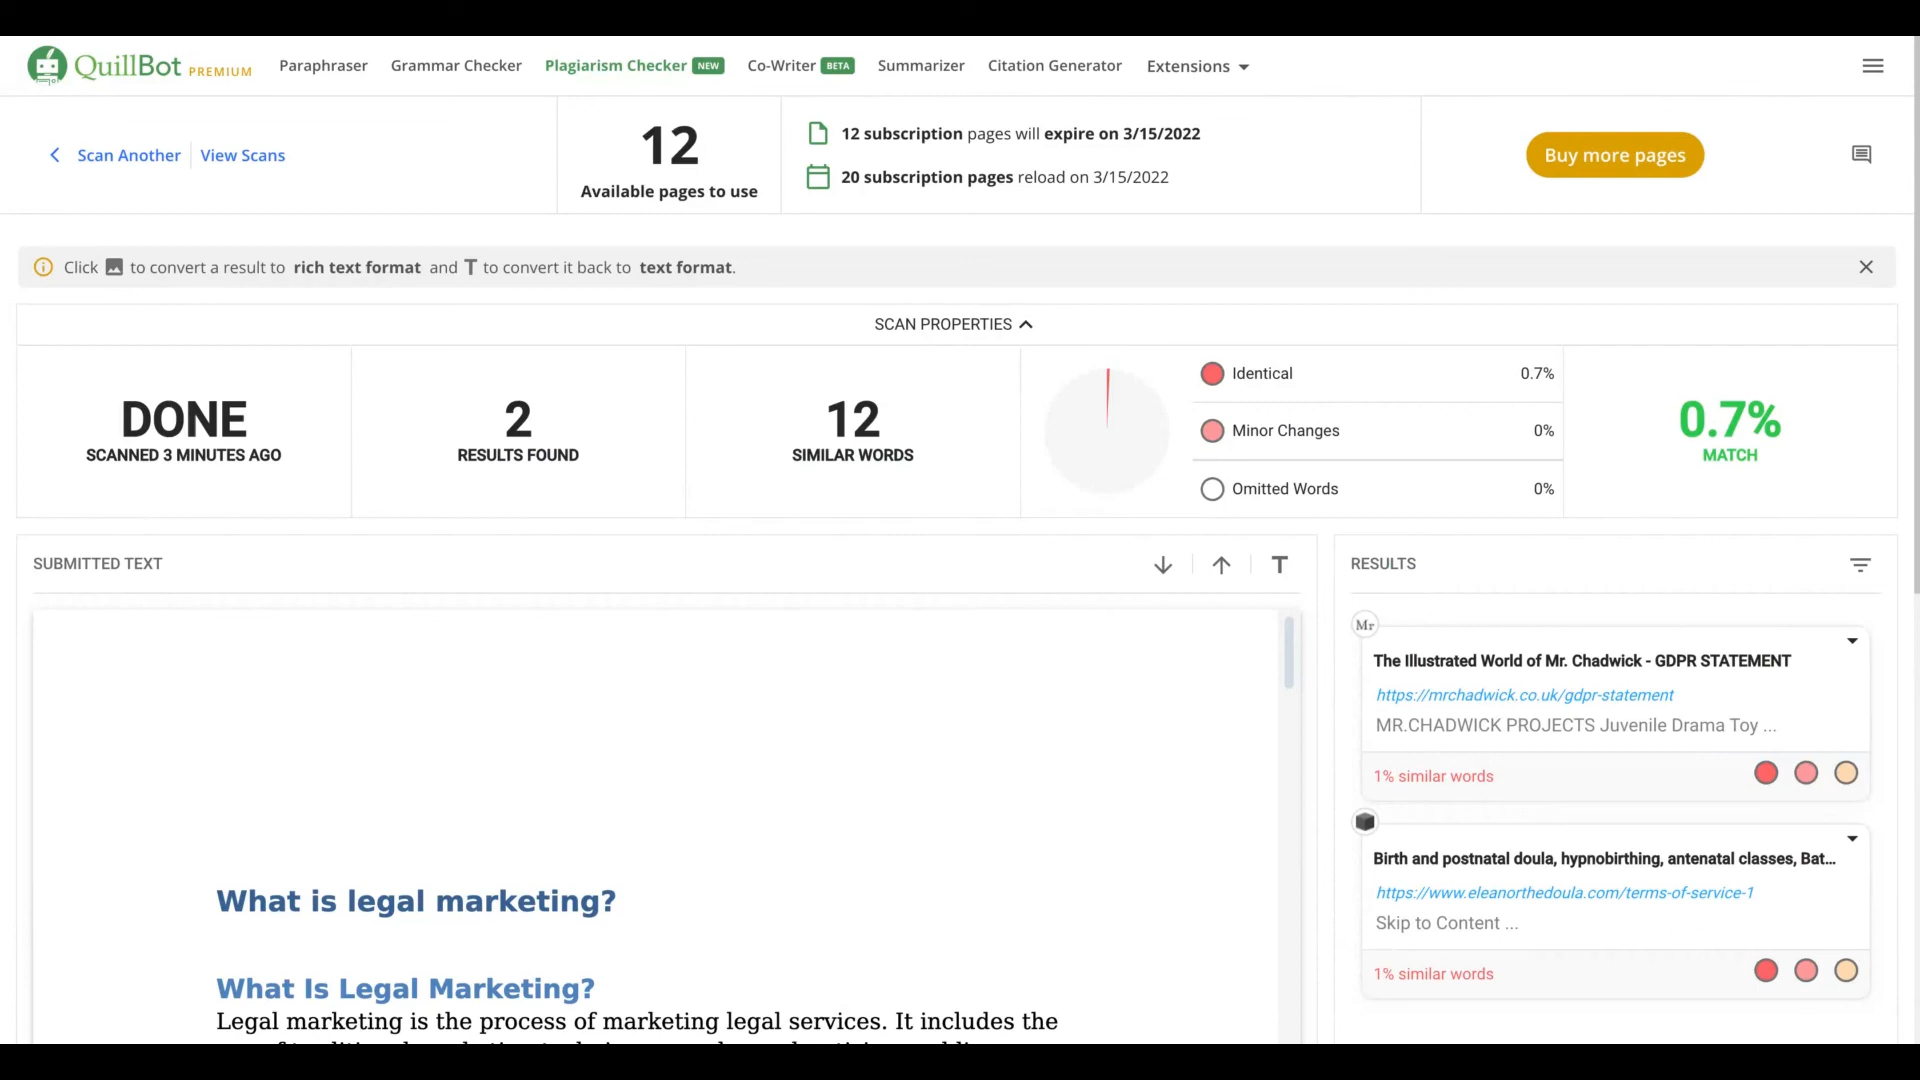 QuillBot PREMIUM Paraphraser Grammar Checker Plagiarism Checker NEW Co-Writer BETA Summarizer Citation Generator Extensions
Scan Another View Scans
12
Available pages to use
12 subscription pages will expire on 3/15/2022
20 subscription pages reload on 3/15/2022
Buy more pages
Click to convert a result to rich text format and T to convert it back to text format.
SCAN PROPERTIES
DONE
SCANNED 3 MINUTES AGO
2
RESULTS FOUND
12
SIMILAR WORDS
Identical 0.7%
Minor Changes 0%
Omitted Words 0%
0.7%
MATCH
SUBMITTED TEXT
T
What is legal marketing?
What Is Legal Marketing?
Legal marketing is the process of marketing legal services. It includes the
RESULTS
Mr
The Illustrated World of Mr. Chadwick - GDPR STATEMENT
https://mrchadwick.co.uk/gdpr-statement
MR.CHADWICK PROJECTS Juvenile Drama Toy ...
1% similar words
Birth and postnatal doula, hypnobirthing, antenatal classes, Bat...
https://www.eleanorthedoula.com/terms-of-service-1
Skip to Content ...
1% similar words